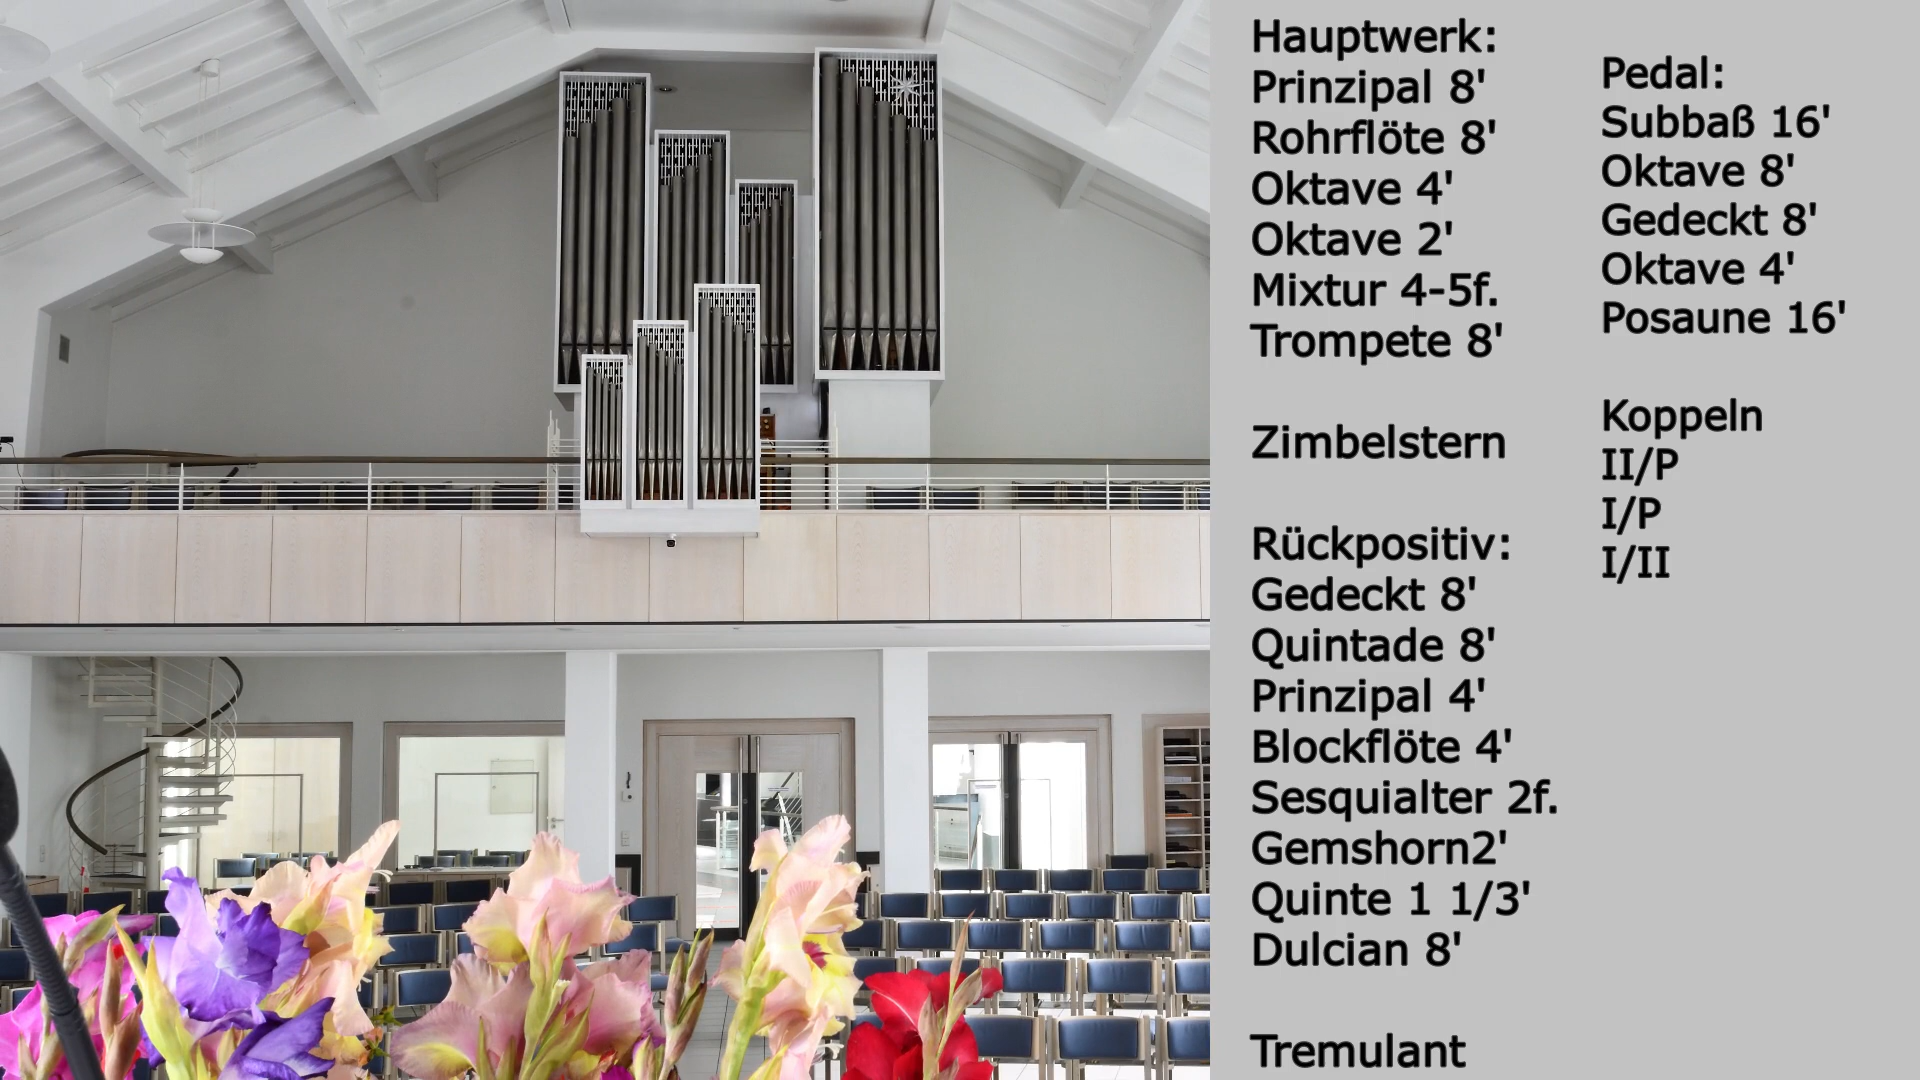 Hauptwerk:
Prinzipal 8'
Rohrflöte 8'
Oktave 4'
Oktave 2'
Mixtur 4-5f.
Trompete 8'
Zimbelstern
Rückpositiv:
Gedeckt 8'
Quintade 8'
Prinzipal 4'
Blockflöte 4'
Sesquialter 2f.
Gemshorn2'
Quinte 1 1/3'
Dulcian 8'
Tremulant
Pedal:
Subbaß 16'
Oktave 8'
Gedeckt 8'
Oktave 4'
Posaune 16'
Koppeln
II/P
I/P
I/II